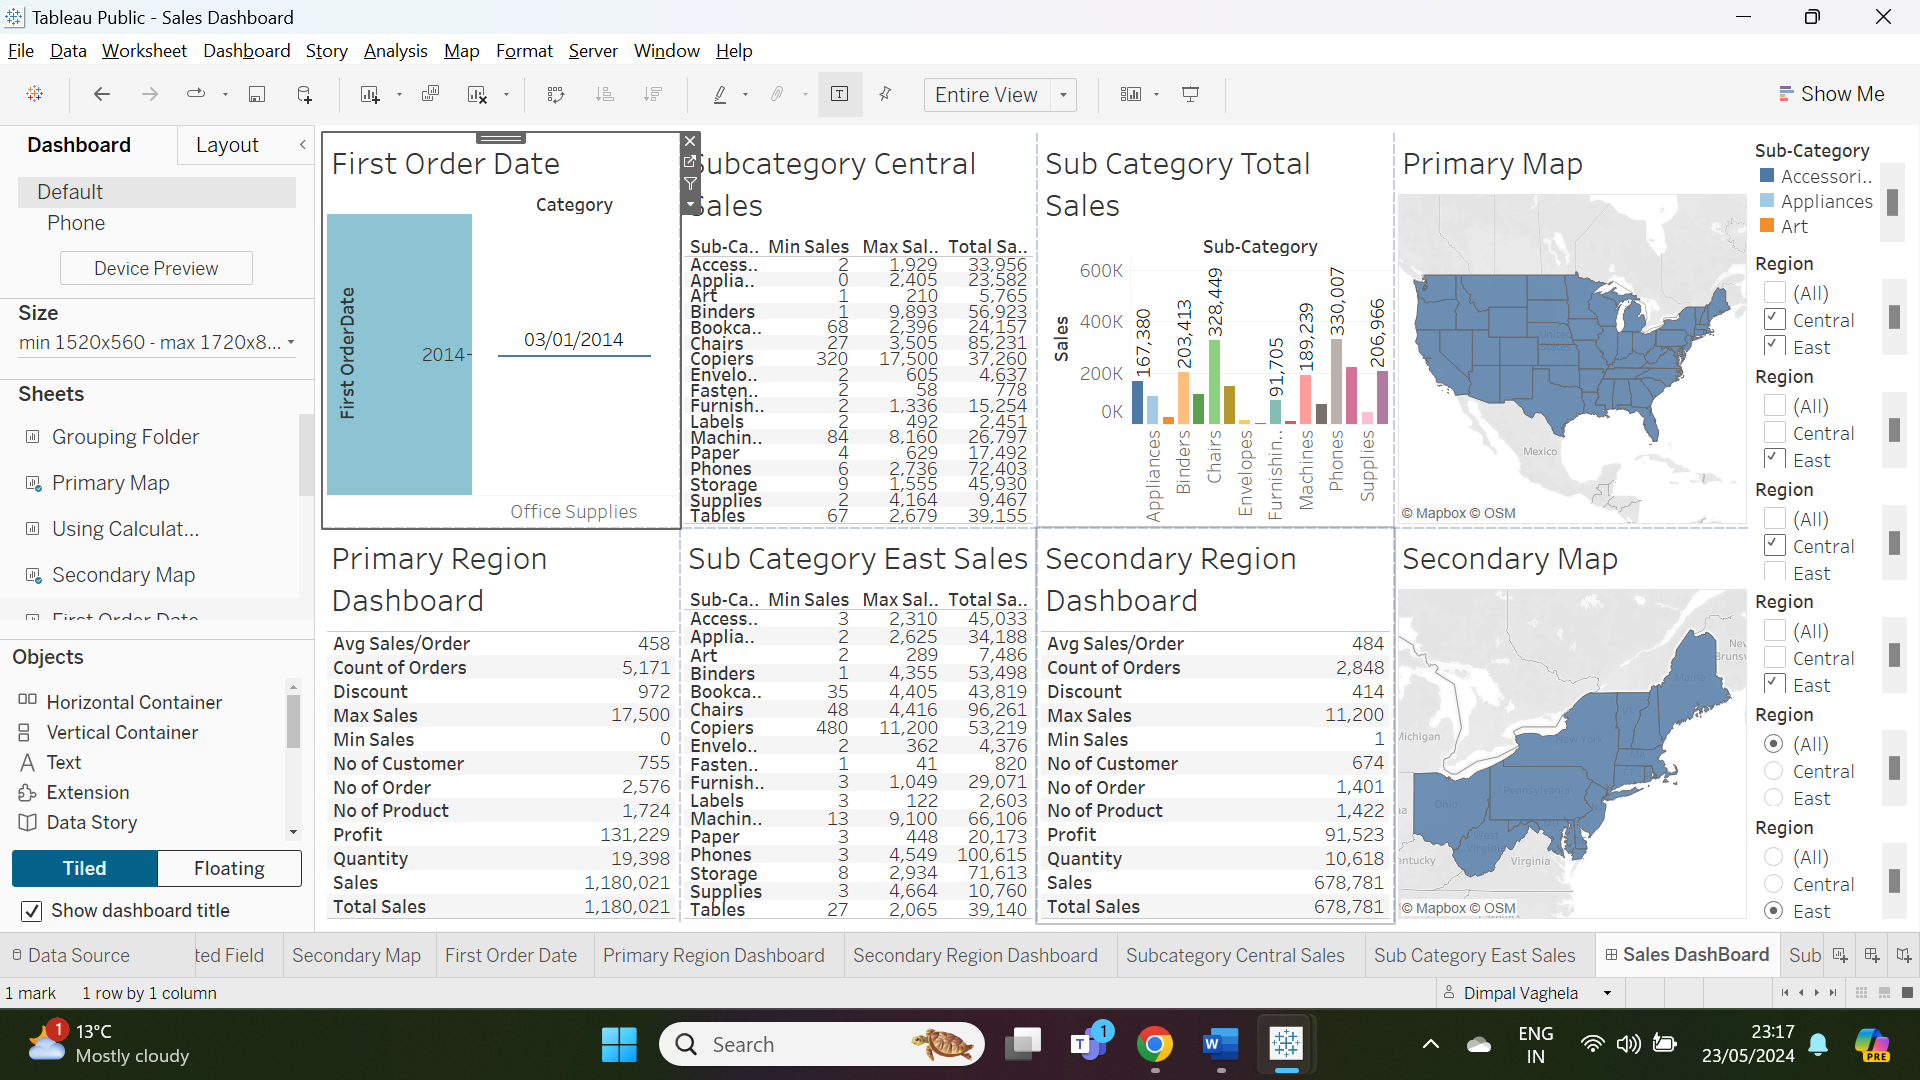 Tableau Public - Sales Dashboard
File Data Worksheet Dashboard Story Analysis Map Format Server Window Help
Entire View
Show Me
Dashboard Layout
Default
Phone
Device Preview
Size
min 1520x560 - max 1720x8...
Sheets
Grouping Folder
Primary Map
Using Calculat...
Secondary Map
First Order Date
Objects
Horizontal Container
Vertical Container
Text
Extension
Data Story
Tiled Floating
Show dashboard title
First Order Date
Category
First OrderDate
2014
03/01/2014
Office Supplies
Subcategory Central
Sales
Sub-Ca.. Min Sales Max Sal.. Total Sa..
Access.. 2 1,929 33,956
Applia.. 0 2,405 23,582
Art 1 210 5,765
Binders 1 9,893 56,923
Bookca.. 68 2,396 24,157
Chairs 27 3,505 85,231
Copiers 320 17,500 37,260
Envelo.. 2 605 4,637
Fasten.. 2 58 778
Furnish.. 2 1,336 15,254
Labels 2 492 2,451
Machin.. 84 8,160 26,797
Paper 4 629 17,492
Phones 6 2,736 72,403
Storage 9 1,555 45,930
Supplies 2 4,164 9,467
Tables 67 2,679 39,155
Sub Category Total
Sales
Sub-Category
Sales
600K
400K
200K
0K
167,380
203,413
328,449
91,705
189,239
330,007
206,966
Appliances
Binders
Chairs
Envelopes
Furnishin..
Machines
Phones
Supplies
Primary Map
United
States
Mexico
© Mapbox © OSM
Sub-Category
Accessori..
Appliances
Art
Region
(All)
Central
East
Region
(All)
Central
East
Region
(All)
Central
East
Region
(All)
Central
East
Region
(All)
Central
East
Region
(All)
Central
East
Primary Region
Dashboard
Avg Sales/Order 458
Count of Orders 5,171
Discount 972
Max Sales 17,500
Min Sales 0
No of Customer 755
No of Order 2,576
No of Product 1,724
Profit 131,229
Quantity 19,398
Sales 1,180,021
Total Sales 1,180,021
Sub Category East Sales
Sub-Ca.. Min Sales Max Sal.. Total Sa..
Access.. 3 2,310 45,033
Applia.. 2 2,625 34,188
Art 2 289 7,486
Binders 1 4,355 53,498
Bookca.. 35 4,405 43,819
Chairs 48 4,416 96,261
Copiers 480 11,200 53,219
Envelo.. 2 362 4,376
Fasten.. 1 41 820
Furnish.. 3 1,049 29,071
Labels 3 122 2,603
Machin.. 13 9,100 66,106
Paper 3 448 20,173
Phones 3 4,549 100,615
Storage 8 2,934 71,613
Supplies 3 4,664 10,760
Tables 27 2,065 39,140
Secondary Region
Dashboard
Avg Sales/Order 484
Count of Orders 2,848
Discount 414
Max Sales 11,200
Min Sales 1
No of Customer 674
No of Order 1,401
No of Product 1,422
Profit 91,523
Quantity 10,618
Sales 678,781
Total Sales 678,781
Secondary Map
New
Brunsw
Maine
VT
Michigan
New York
MA
CT
Pennsylvania
Ohio
West
Virginia
entucky
Virginia
© Mapbox © OSM
Data Source ted Field Secondary Map First Order Date Primary Region Dashboard Secondary Region Dashboard Subcategory Central Sales Sub Category East Sales Sales DashBoard Sub
1 mark 1 row by 1 column
Dimpal Vaghela
1
13°C
Mostly cloudy
Search
T
1
W
ENG
IN
23:17
23/05/2024
PRE